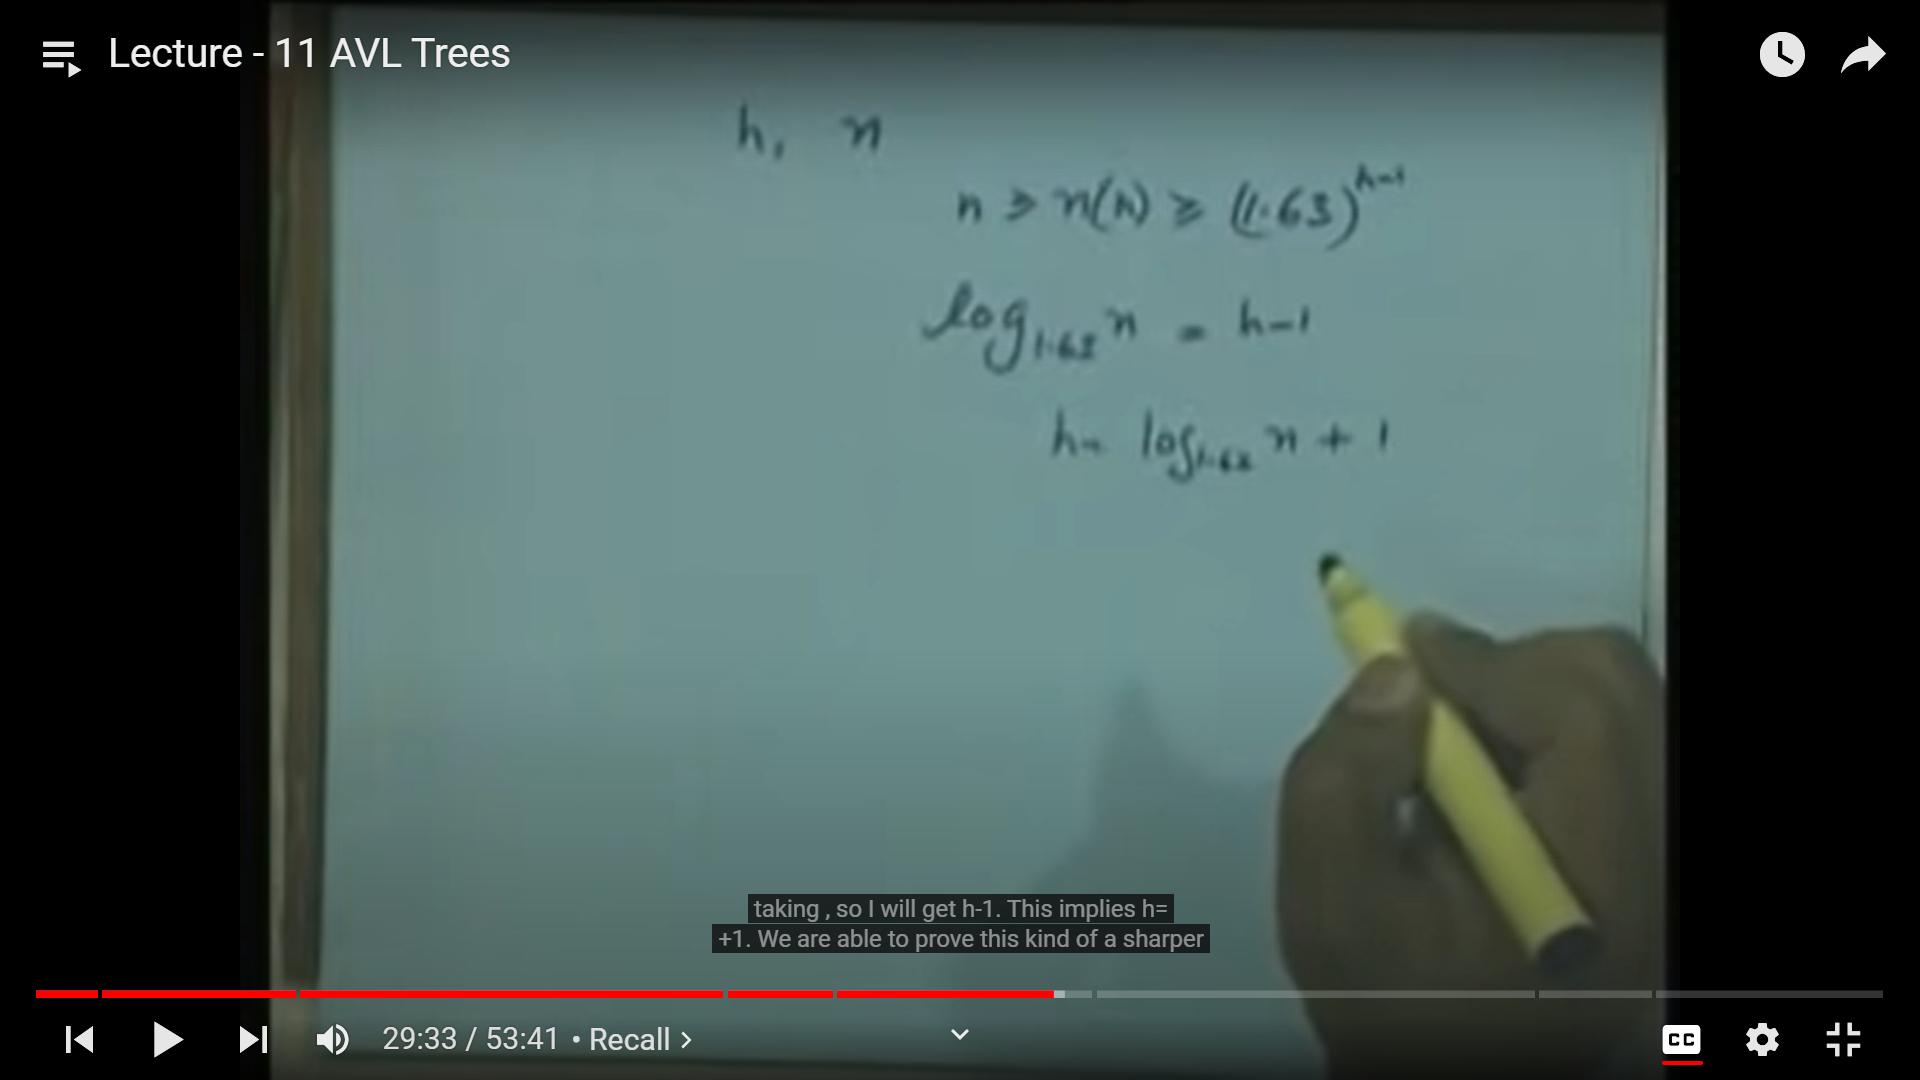 Lecture - 11 AVL Trees
h, n
n ≥ n(h) ≥ (1.63)^{h-1}
log_{1.63} n = h-1
h = log_{1.63} n + 1
taking , so I will get h-1. This implies h=
+1. We are able to prove this kind of a sharper
29:33 / 53:41 • Recall >
CC